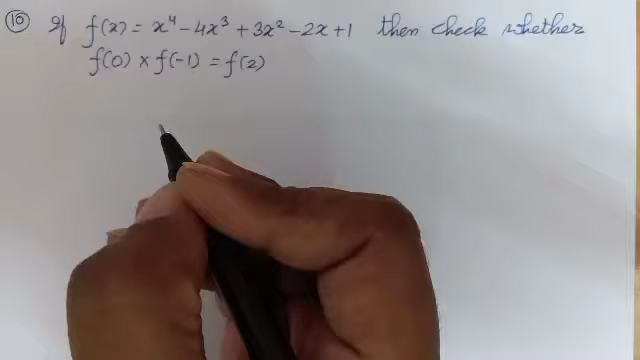 (10) If f(x) = x⁴ - 4x³ + 3x² - 2x + 1 then check whether
f(0) × f(-1) = f(2)